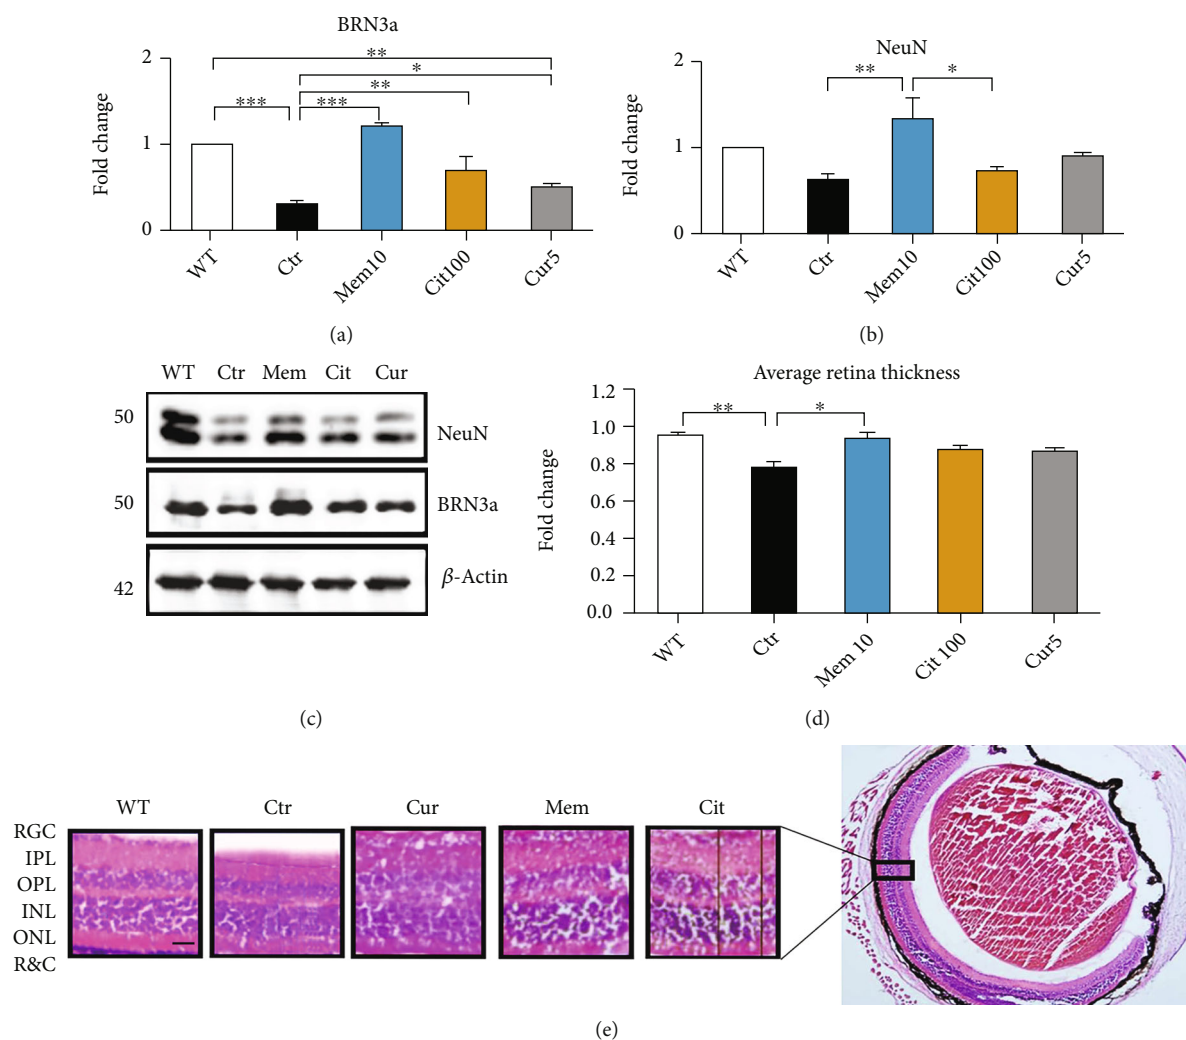 BRN3a
Fold change
2
1
0
** 
*
**
*** ***
WT Ctr Mem10 Cit100 Cur5
(a)
NeuN
Fold change
2
1
0
** *
WT Ctr Mem10 Cit100 Cur5
(b)
WT Ctr Mem Cit Cur
50 NeuN
50 BRN3a
42 β-Actin
(c)
Average retina thickness
Fold change
1.2
1.0
0.8
0.6
0.4
0.2
0.0
** *
WT Ctr Mem 10 Cit 100 Cur5
(d)
WT Ctr Cur Mem Cit
RGC
IPL
OPL
INL
ONL
R&C
(e)